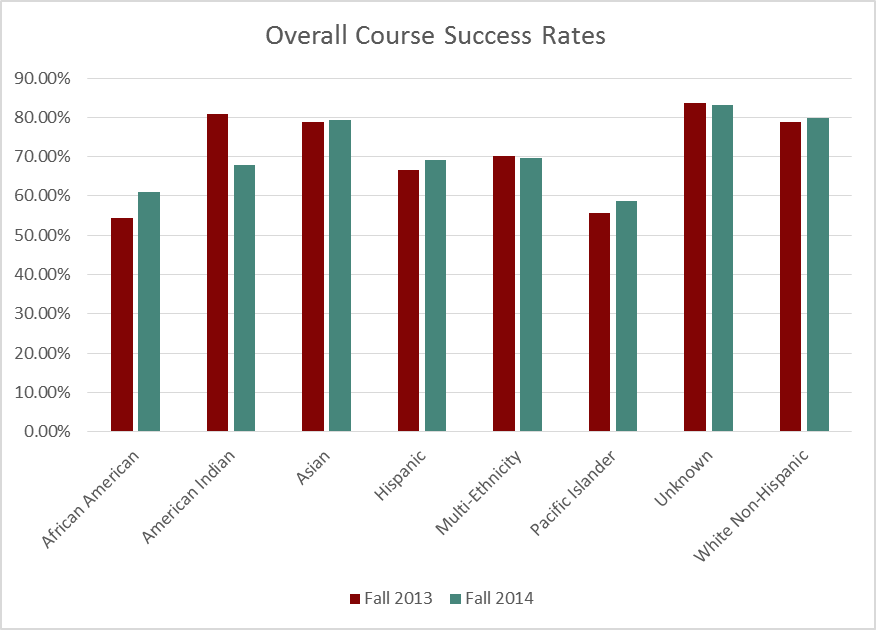 Overall Course Success Rates
90.00%
80.00%
70.00%
60.00%
50.00%
40.00%
30.00%
20.00%
10.00%
0.00%
African American
American Indian
Asian
Hispanic
Multi-Ethnicity
Pacific Islander
Unknown
White Non-Hispanic
Fall 2013 Fall 2014